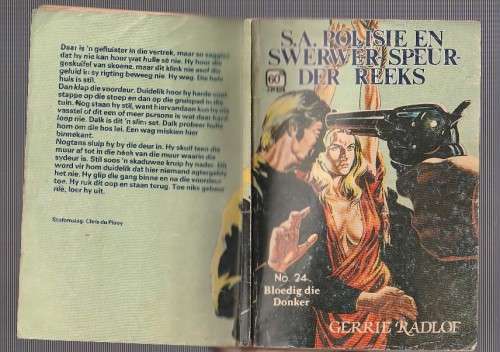 Daar is 'n gefluister in die vertrek, maar so saggies
dat hy nie kan hoor wat hulle sê nie. Hy hoor die
geskuifel van skoene, maar dit klink nie asof die
geluid in sy rigting beweeg nie. Hy wag. Die hele
huis is stil.
Dan klap die voordeur. Duidelik hoor hy harde
stappe op die stoep en dan op die gruispad in die
tuin. Nog staan hy stil, want hiervandaan kun hy nie
vasstel of dit een of meer persone is wat daar
loop nie. Dalk is dit 'n slim set. Dalk probeer hulle
hom om die bos lei. Een wag miskien hier
binnekant.
Nogtans sluip hy by die deur in. Hy skuif teen die
muur af tot in die hoek van die muur waarin die
sydeur is. Stil soos 'n skaduwee kruip hy nader. Dit
word vir hom duidelik dat hier niemand agtergebly
het nie. Hy glip die gang binne en na die voordeur
toe. Hy ruk dit oop en staan terug. Toe niks gebeur
nie, loer hy uit.
Bladomslag: Chris du Plooy
S.A. POLISIE EN
SWERWER-SPEUR-
DER REEKS
60c
No. 24
Bloedig die
Donker
GERRIE RADLOF